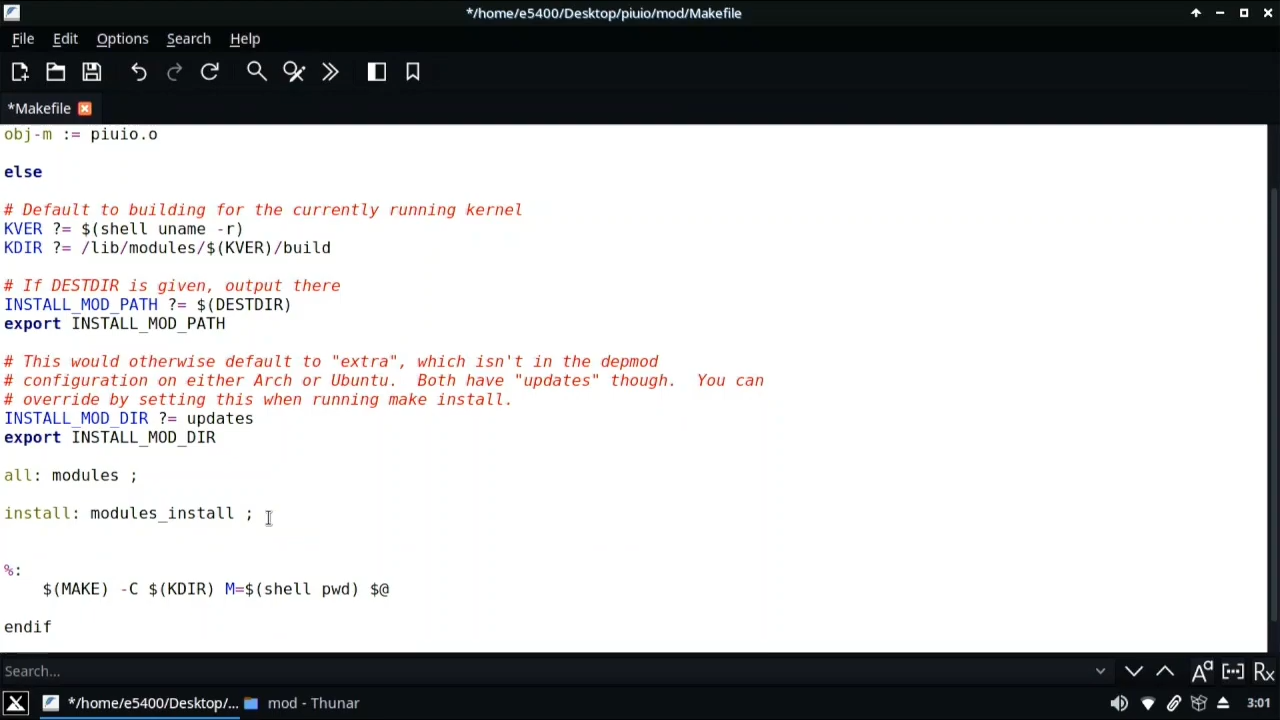 */home/e5400/Desktop/piuio/mod/Makefile
File Edit Options Search Help
*Makefile
obj-m := piuio.o
else
# Default to building for the currently running kernel
KVER ?= $(shell uname -r)
KDIR ?= /lib/modules/$(KVER)/build
# If DESTDIR is given, output there
INSTALL_MOD_PATH ?= $(DESTDIR)
export INSTALL_MOD_PATH
# This would otherwise default to "extra", which isn't in the depmod
# configuration on either Arch or Ubuntu.  Both have "updates" though.  You can
# override by setting this when running make install.
INSTALL_MOD_DIR ?= updates
export INSTALL_MOD_DIR
all: modules ;
install: modules_install ;
%:
    $(MAKE) -C $(KDIR) M=$(shell pwd) $@
endif
Search...
*/home/e5400/Desktop/... mod - Thunar 3:01